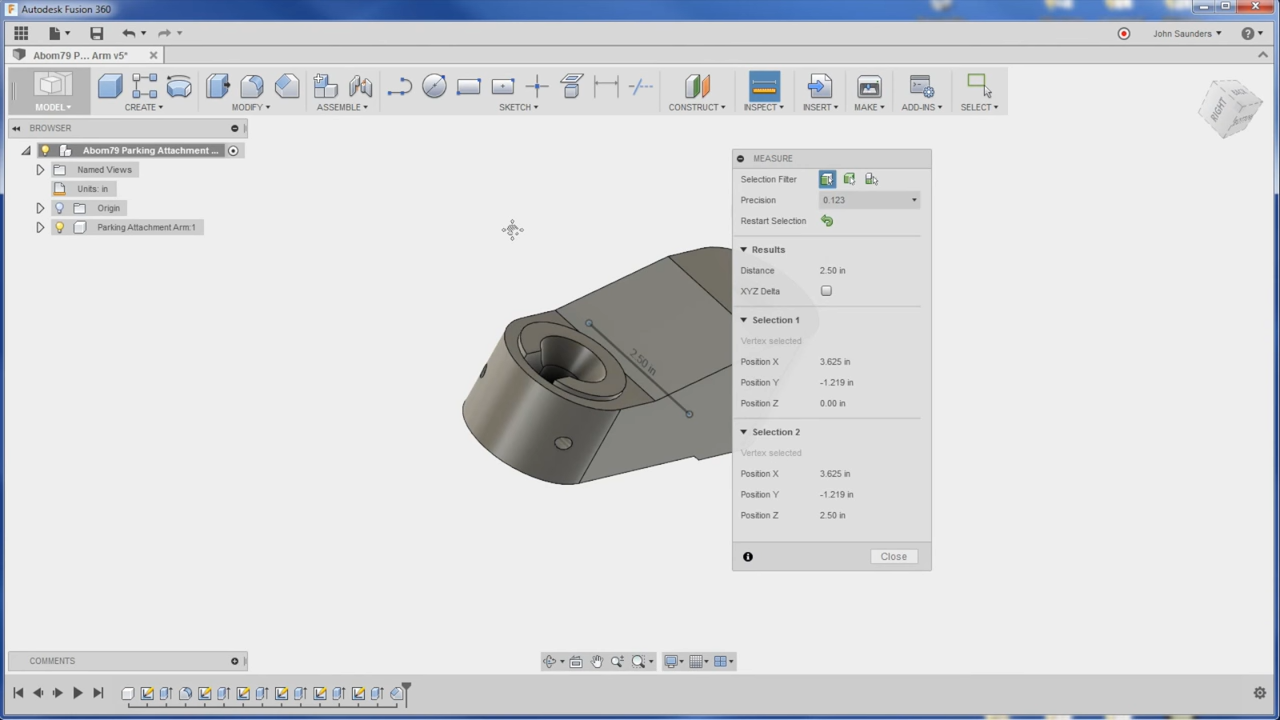 Autodesk Fusion 360
John Saunders
Abom79 P... Arm v5*
MODEL
CREATE
MODIFY
ASSEMBLE
SKETCH
CONSTRUCT
INSPECT
INSERT
MAKE
ADD-INS
SELECT
RIGHT
BROWSER
Abom79 Parking Attachment ...
Named Views
Units: in
Origin
Parking Attachment Arm:1
MEASURE
Selection Filter
Precision 0.123
Restart Selection
Results
Distance 2.50 in
XYZ Delta
Selection 1
Vertex selected
Position X 3.625 in
Position Y -1.219 in
Position Z 0.00 in
Selection 2
Vertex selected
Position X 3.625 in
Position Y -1.219 in
Position Z 2.50 in
Close
2.50 in
COMMENTS